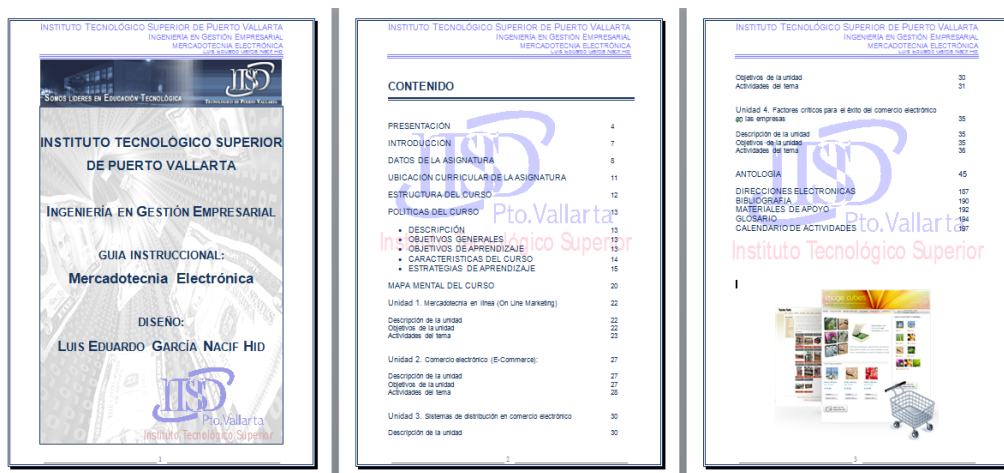 INSTITUTO TECNOLÓGICO SUPERIOR DE PUERTO VALLARTA
INGENIERÍA EN GESTIÓN EMPRESARIAL
MERCADOTECNIA ELECTRÓNICA
SOMOS LIDERES EN EDUCACIÓN TECNOLÓGICA
TECNOLÓGICO DE PUERTO VALLARTA
INSTITUTO TECNOLÓGICO SUPERIOR
DE PUERTO VALLARTA
INGENIERÍA EN GESTIÓN EMPRESARIAL
GUIA INSTRUCCIONAL:
Mercadotecnia Electrónica
DISEÑO:
LUIS EDUARDO GARCÍA NACIF HID
Pto.Vallarta
Instituto Tecnológico Superior
1
INSTITUTO TECNOLÓGICO SUPERIOR DE PUERTO VALLARTA
INGENIERÍA EN GESTIÓN EMPRESARIAL
MERCADOTECNIA ELECTRÓNICA
CONTENIDO
PRESENTACIÓN 4
INTRODUCCION 7
DATOS DE LA ASIGNATURA 8
UBICACIÓN CURRICULAR DE LA ASIGNATURA 11
ESTRUCTURA DEL CURSO 12
POLITICAS DEL CURSO 13
• DESCRIPCIÓN 13
• OBJETIVOS GENERALES 13
• OBJETIVOS DE APRENDIZAJE 13
• CARACTERISTICAS DEL CURSO 14
• ESTRATEGIAS DE APRENDIZAJE 15
MAPA MENTAL DEL CURSO 20
Unidad 1. Mercadotecnia en línea (On Line Marketing) 22
Descripción de la unidad 22
Objetivos de la unidad 22
Actividades del tema 23
Unidad 2. Comercio electrónico (E-Commerce): 27
Descripción de la unidad 27
Objetivos de la unidad 27
Actividades del tema 28
Unidad 3. Sistemas de distribución en comercio electrónico 30
Descripción de la unidad 30
Pto.Vallarta
Instituto Tecnológico Superior
2
INSTITUTO TECNOLÓGICO SUPERIOR DE PUERTO VALLARTA
INGENIERÍA EN GESTIÓN EMPRESARIAL
MERCADOTECNIA ELECTRÓNICA
Objetivos de la unidad 30
Actividades del tema 31
Unidad 4. Factores críticos para el éxito del comercio electrónico
en las empresas 35
Descripción de la unidad 35
Objetivos de la unidad 35
Actividades del tema 36
ANTOLOGÍA 45
DIRECCIONES ELECTRONICAS 187
BIBLIOGRAFIA 190
MATERIALES DE APOYO 192
GLOSARIO 194
CALENDARIO DE ACTIVIDADES 197
Pto.Vallarta
Instituto Tecnológico Superior
image cubes
3